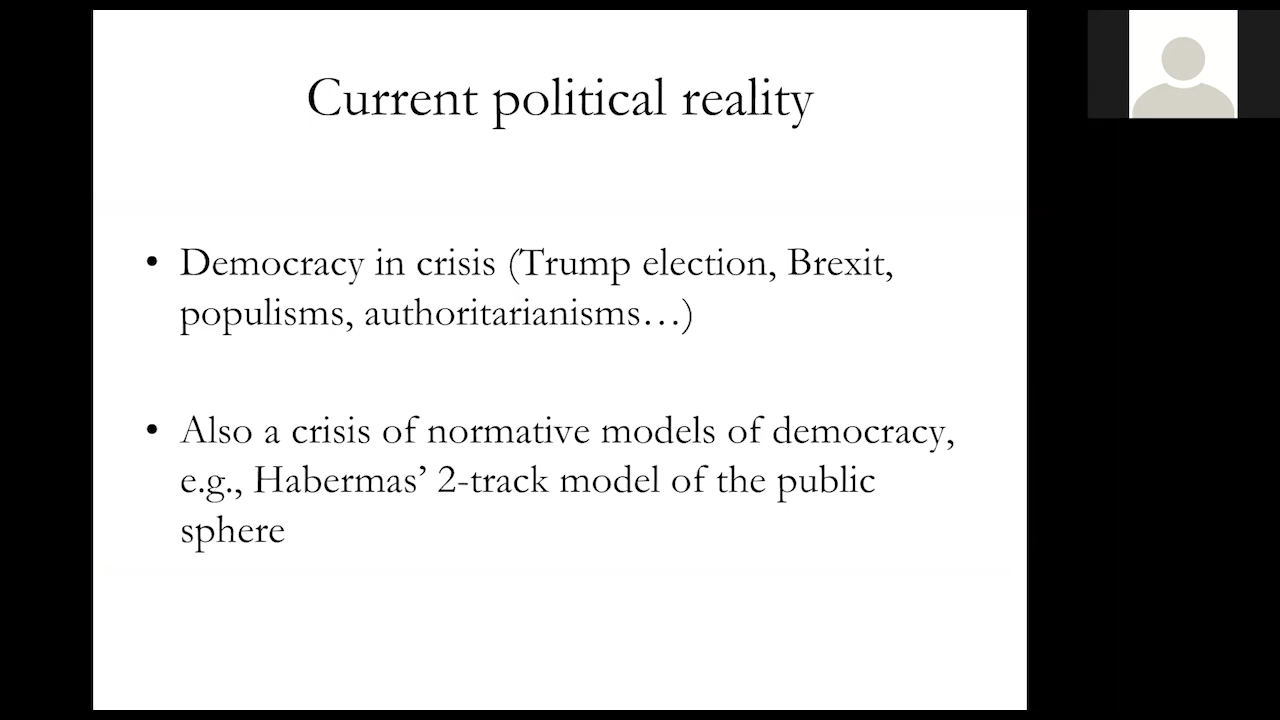 Current political reality
• Democracy in crisis (Trump election, Brexit,
populisms, authoritarianisms…)
• Also a crisis of normative models of democracy,
e.g., Habermas’ 2-track model of the public
sphere